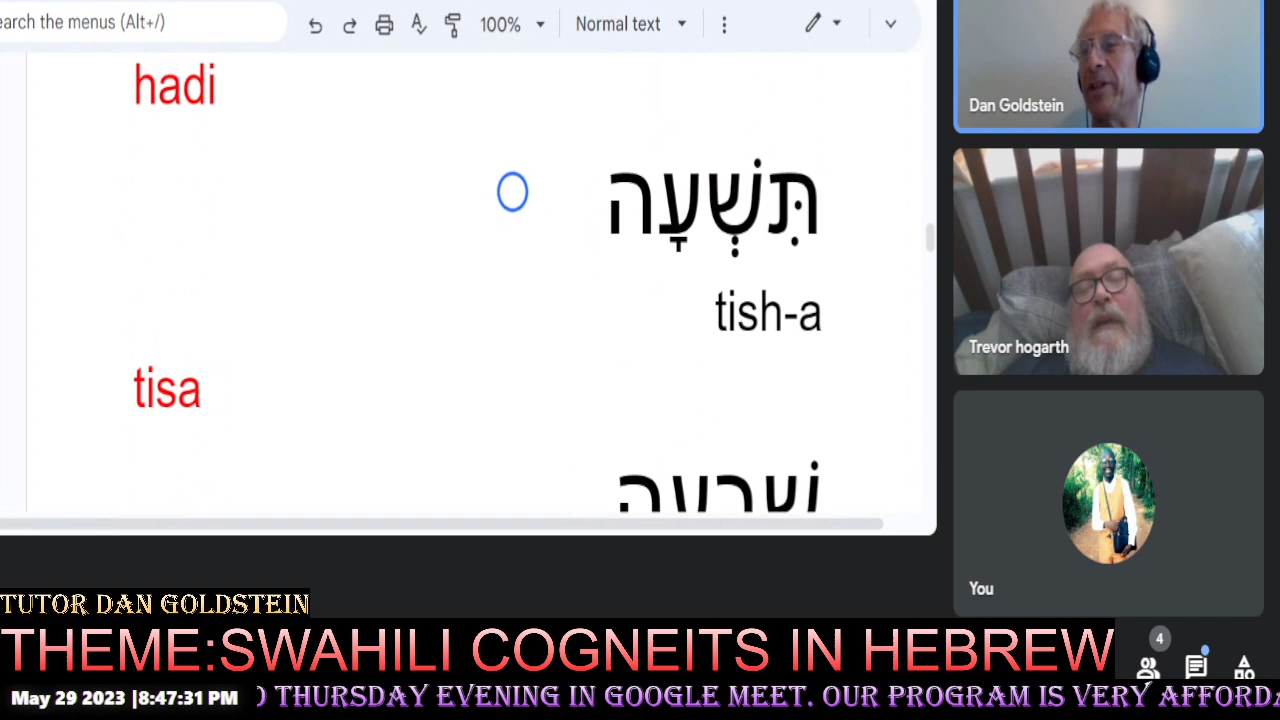 earch the menus (Alt+/)
100%
Normal text
hadi
תִּשְׁעָה
tish-a
tisa
Dan Goldstein
Trevor hogarth
You
4
TUTOR DAN GOLDSTEIN
THEME:SWAHILI COGNEITS IN HEBREW
May 29 2023 |8:47:31 PM
) THURSDAY EVENING IN GOOGLE MEET. OUR PROGRAM IS VERY AFFORDA